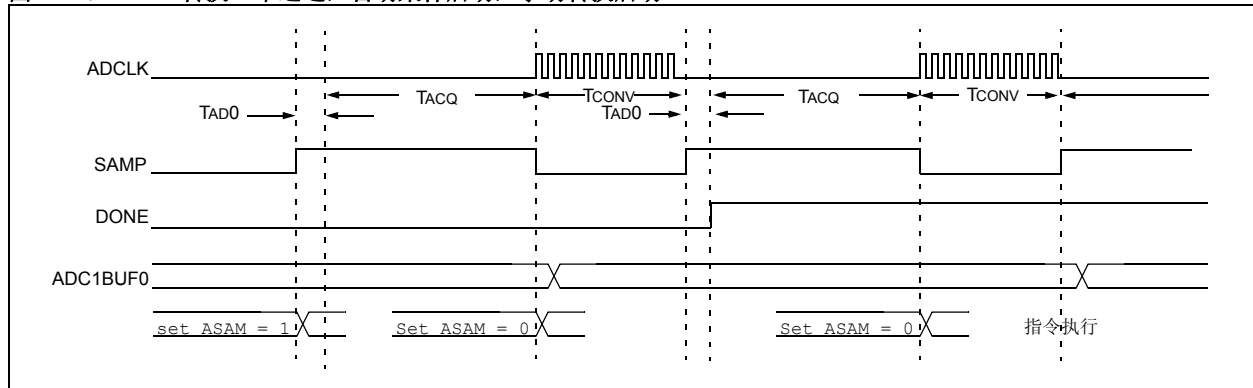 ADCLK
TACQ
TCONV
TACQ
TCONV
TAD0
TAD0
SAMP
DONE
ADC1BUF0
set ASAM = 1
Set ASAM = 0
Set ASAM = 0
指令执行